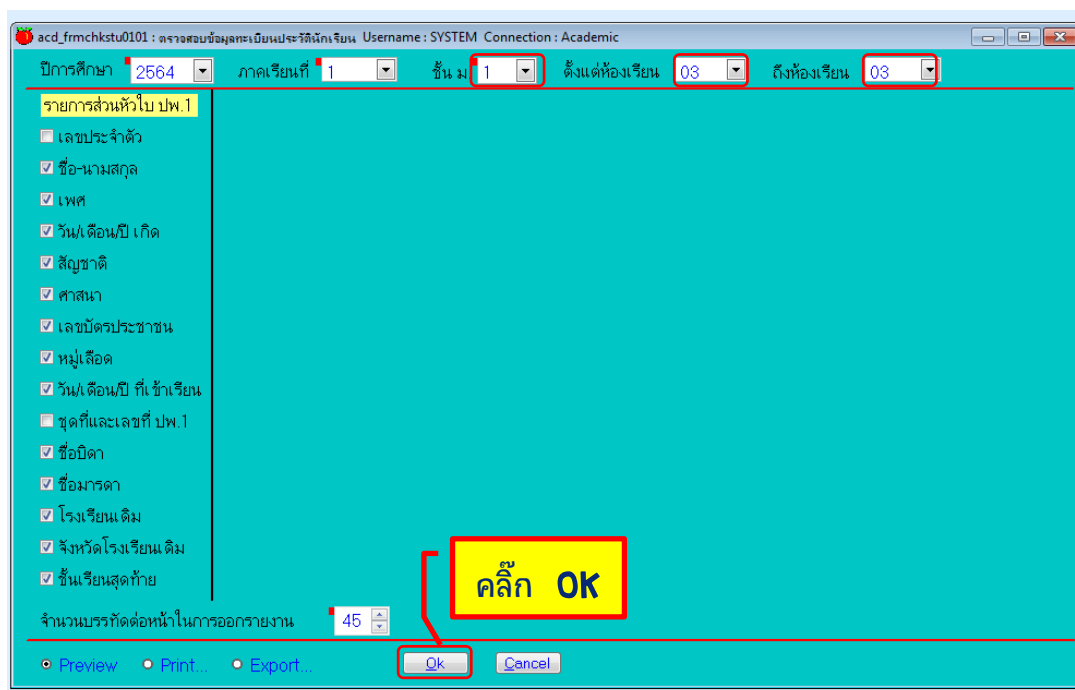 acd_frmchkstu0101 : ตรวจสอบข้อมูลทะเบียนประวัตินักเรียน Username : SYSTEM Connection : Academic
ปีการศึกษา 2564 ภาคเรียนที่ 1 ชั้น ม 1 ตั้งแต่ห้องเรียน 03 ถึงห้องเรียน 03
รายการส่วนหัวใบ ปพ.1
เลขประจำตัว
ชื่อ-นามสกุล
เพศ
วัน/เดือน/ปี เกิด
สัญชาติ
ศาสนา
เลขบัตรประชาชน
หมู่เลือด
วัน/เดือน/ปี ที่เข้าเรียน
ชุดที่และเลขที่ ปพ.1
ชื่อบิดา
ชื่อมารดา
โรงเรียนเดิม
จังหวัดโรงเรียนเดิม
ชั้นเรียนสุดท้าย
คลิ๊ก OK
จำนวนบรรทัดต่อหน้าในการออกรายงาน 45
Preview Print... Export... Ok Cancel